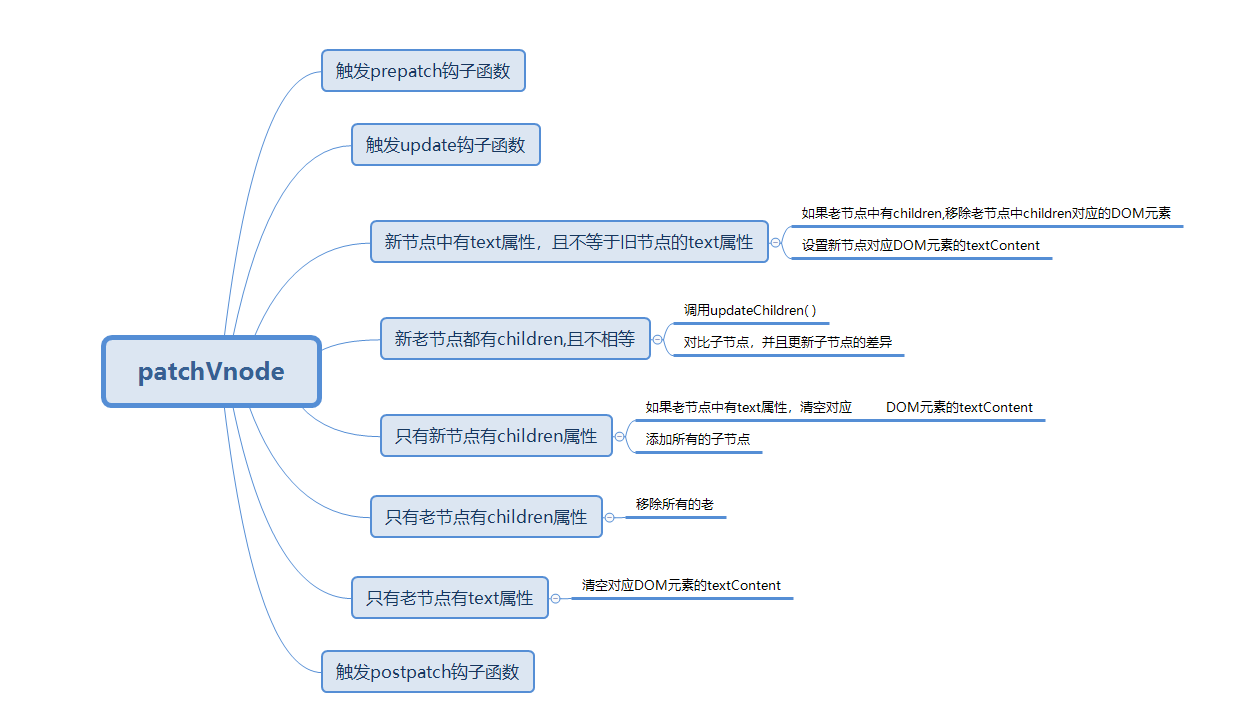 触发prepatch钩子函数
触发update钩子函数
新节点中有text属性，且不等于旧节点的text属性
如果老节点中有children,移除老节点中children对应的DOM元素
设置新节点对应DOM元素的textContent
新老节点都有children,且不相等
调用updateChildren( )
对比子节点，并且更新子节点的差异
patchVnode
只有新节点有children属性
如果老节点中有text属性，清空对应 DOM元素的textContent
添加所有的子节点
只有老节点有children属性
移除所有的老
只有老节点有text属性
清空对应DOM元素的textContent
触发postpatch钩子函数